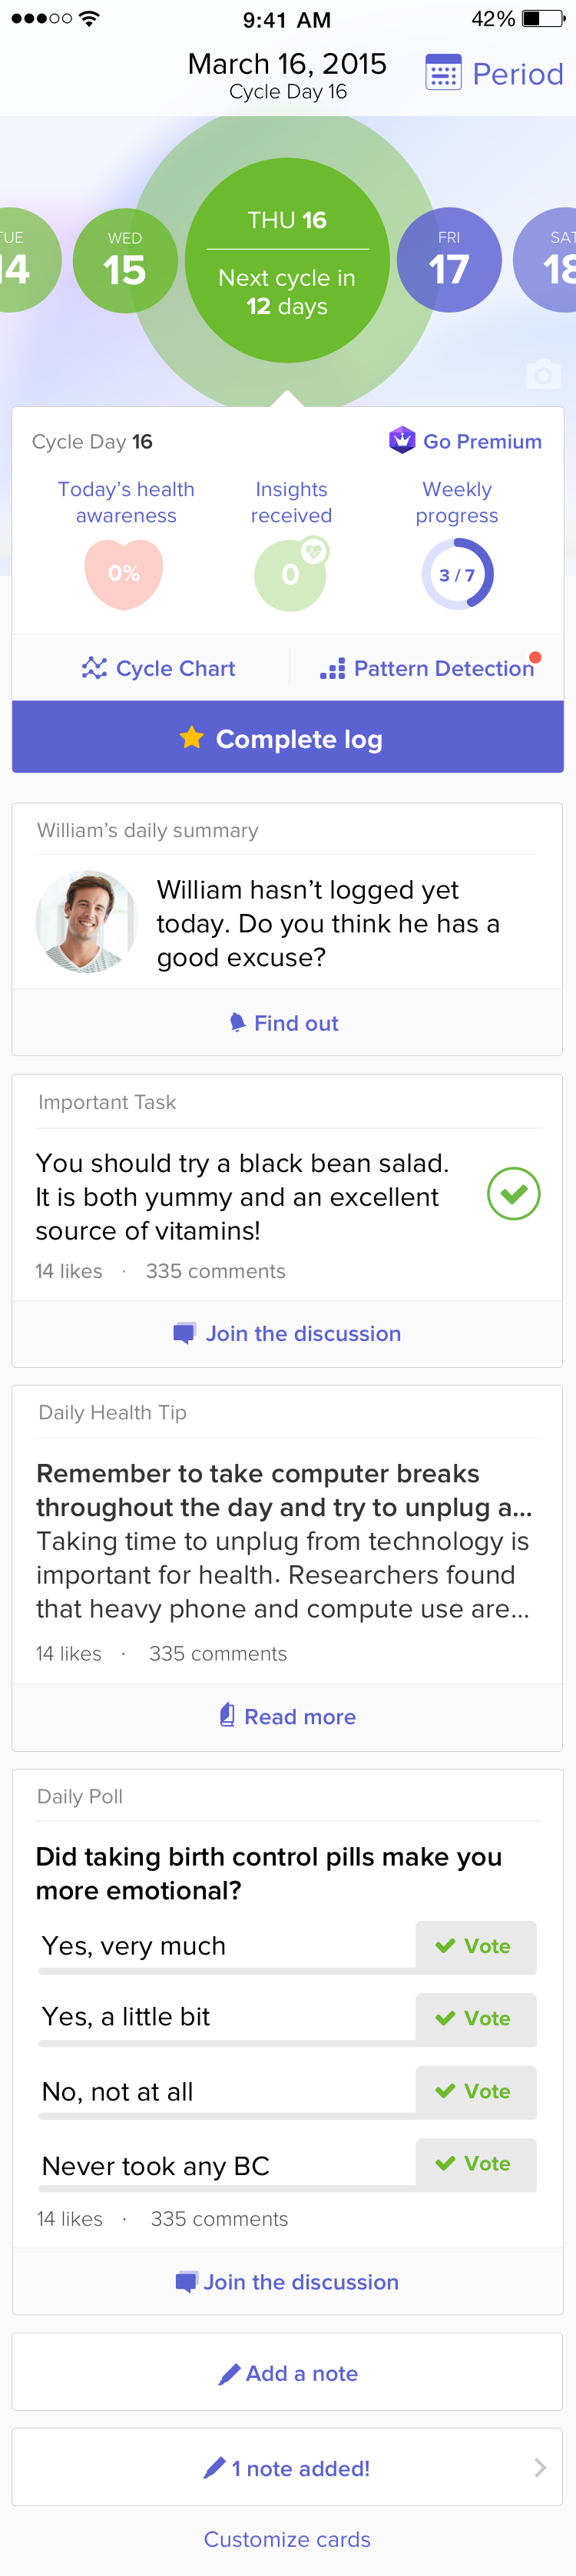 9:41 AM
42%
March 16, 2015
Cycle Day 16
Period
TUE
14
WED
15
THU 16
Next cycle in
12 days
FRI
17
SAT
18
Cycle Day 16
Go Premium
Today’s health
awareness
0%
Insights
received
0
Weekly
progress
3 / 7
Cycle Chart
Pattern Detection
Complete log
William’s daily summary
William hasn’t logged yet
today. Do you think he has a
good excuse?
Find out
Important Task
You should try a black bean salad.
It is both yummy and an excellent
source of vitamins!
14 likes · 335 comments
Join the discussion
Daily Health Tip
Remember to take computer breaks
throughout the day and try to unplug a...
Taking time to unplug from technology is
important for health. Researchers found
that heavy phone and compute use are...
14 likes · 335 comments
Read more
Daily Poll
Did taking birth control pills make you
more emotional?
Yes, very much
Vote
Yes, a little bit
Vote
No, not at all
Vote
Never took any BC
Vote
14 likes · 335 comments
Join the discussion
Add a note
1 note added!
Customize cards